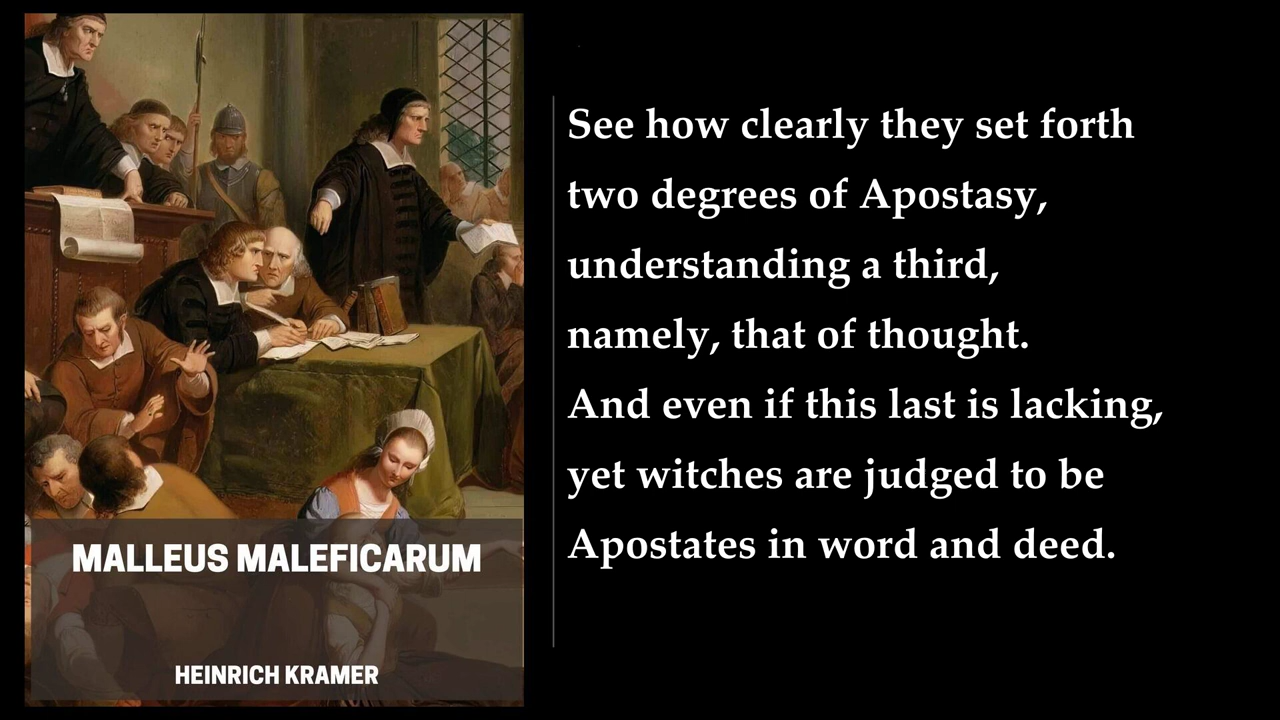 MALLEUS MALEFICARUM
HEINRICH KRAMER
See how clearly they set forth
two degrees of Apostasy,
understanding a third,
namely, that of thought.
And even if this last is lacking,
yet witches are judged to be
Apostates in word and deed.